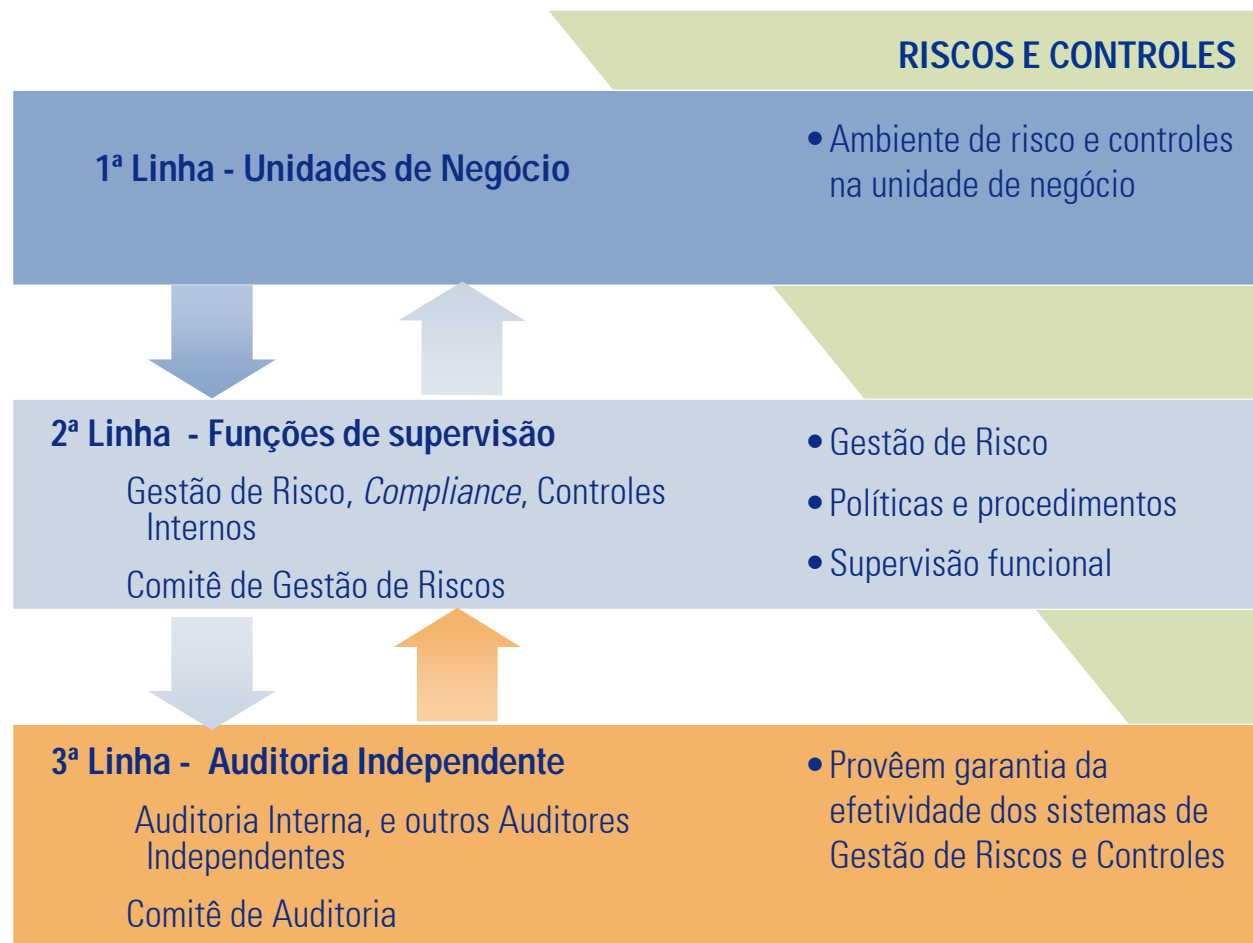 RISCOS E CONTROLES
1ª Linha - Unidades de Negócio
• Ambiente de risco e controles
na unidade de negócio
2ª Linha - Funções de supervisão
Gestão de Risco, Compliance, Controles
Internos
Comitê de Gestão de Riscos
• Gestão de Risco
• Políticas e procedimentos
• Supervisão funcional
3ª Linha - Auditoria Independente
Auditoria Interna, e outros Auditores
Independentes
Comitê de Auditoria
• Provêem garantia da
efetividade dos sistemas de
Gestão de Riscos e Controles